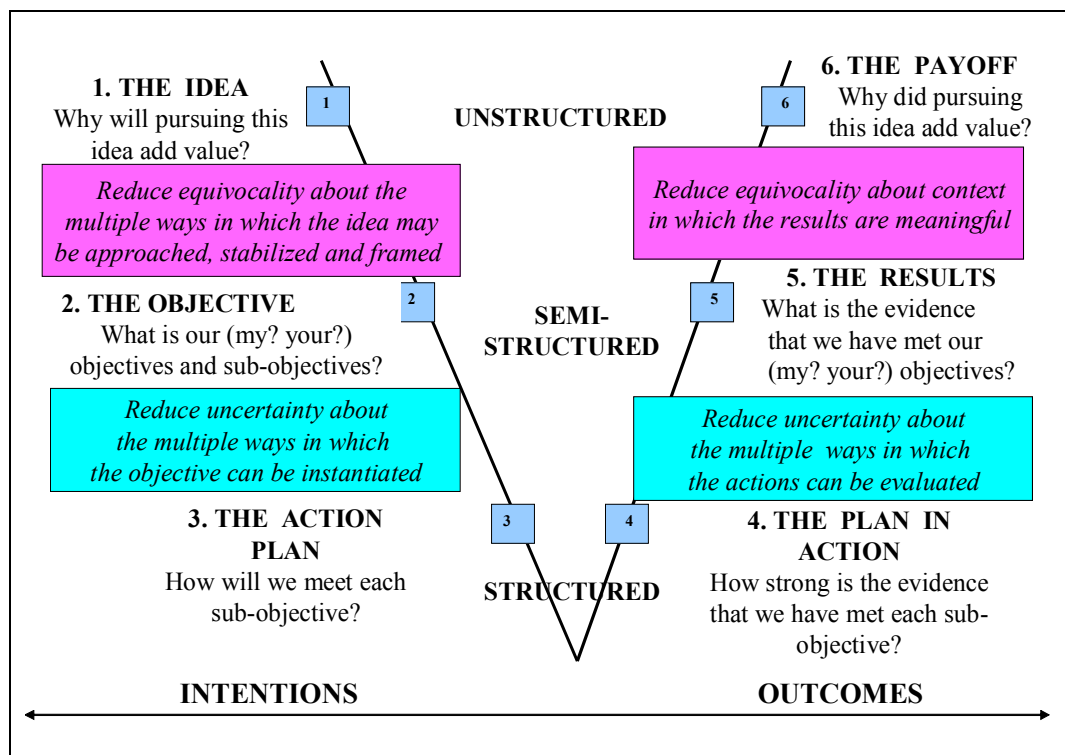 1. THE IDEA
Why will pursuing this
idea add value?
1
UNSTRUCTURED
6
6. THE PAYOFF
Why did pursuing
this idea add value?
Reduce equivocality about the
multiple ways in which the idea may
be approached, stabilized and framed
Reduce equivocality about context
in which the results are meaningful
2. THE OBJECTIVE
What is our (my? your?)
objectives and sub-objectives?
2
SEMI-
STRUCTURED
5
5. THE RESULTS
What is the evidence
that we have met our
(my? your?) objectives?
Reduce uncertainty about
the multiple ways in which
the objective can be instantiated
Reduce uncertainty about
the multiple ways in which
the actions can be evaluated
3. THE ACTION
PLAN
How will we meet each
sub-objective?
3
STRUCTURED
4
4. THE PLAN IN
ACTION
How strong is the evidence
that we have met each sub-
objective?
INTENTIONS
OUTCOMES